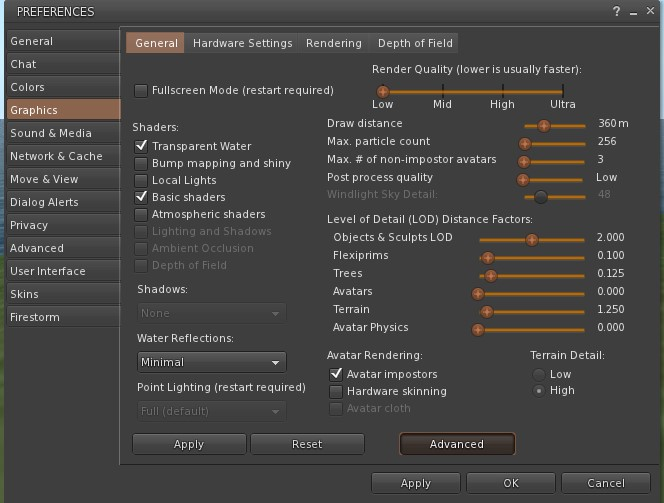 PREFERENCES
General
Chat
Colors
Graphics
Sound & Media
Network & Cache
Move & View
Dialog Alerts
Privacy
Advanced
User Interface
Skins
Firestorm
General Hardware Settings Rendering Depth of Field
Fullscreen Mode (restart required)
Render Quality (lower is usually faster):
Low Mid High Ultra
Shaders:
Transparent Water
Bump mapping and shiny
Local Lights
Basic shaders
Atmospheric shaders
Lighting and Shadows
Ambient Occlusion
Depth of Field
Shadows:
None
Water Reflections:
Minimal
Point Lighting (restart required)
Full (default)
Draw distance 360 m
Max. particle count 256
Max. # of non-impostor avatars 3
Post process quality Low
Windlight Sky Detail: 48
Level of Detail (LOD) Distance Factors:
Objects & Sculpts LOD 2.000
Flexiprims 0.100
Trees 0.125
Avatars 0.000
Terrain 1.250
Avatar Physics 0.000
Avatar Rendering:
Avatar impostors
Hardware skinning
Avatar cloth
Terrain Detail:
Low
High
Apply Reset Advanced
Apply OK Cancel